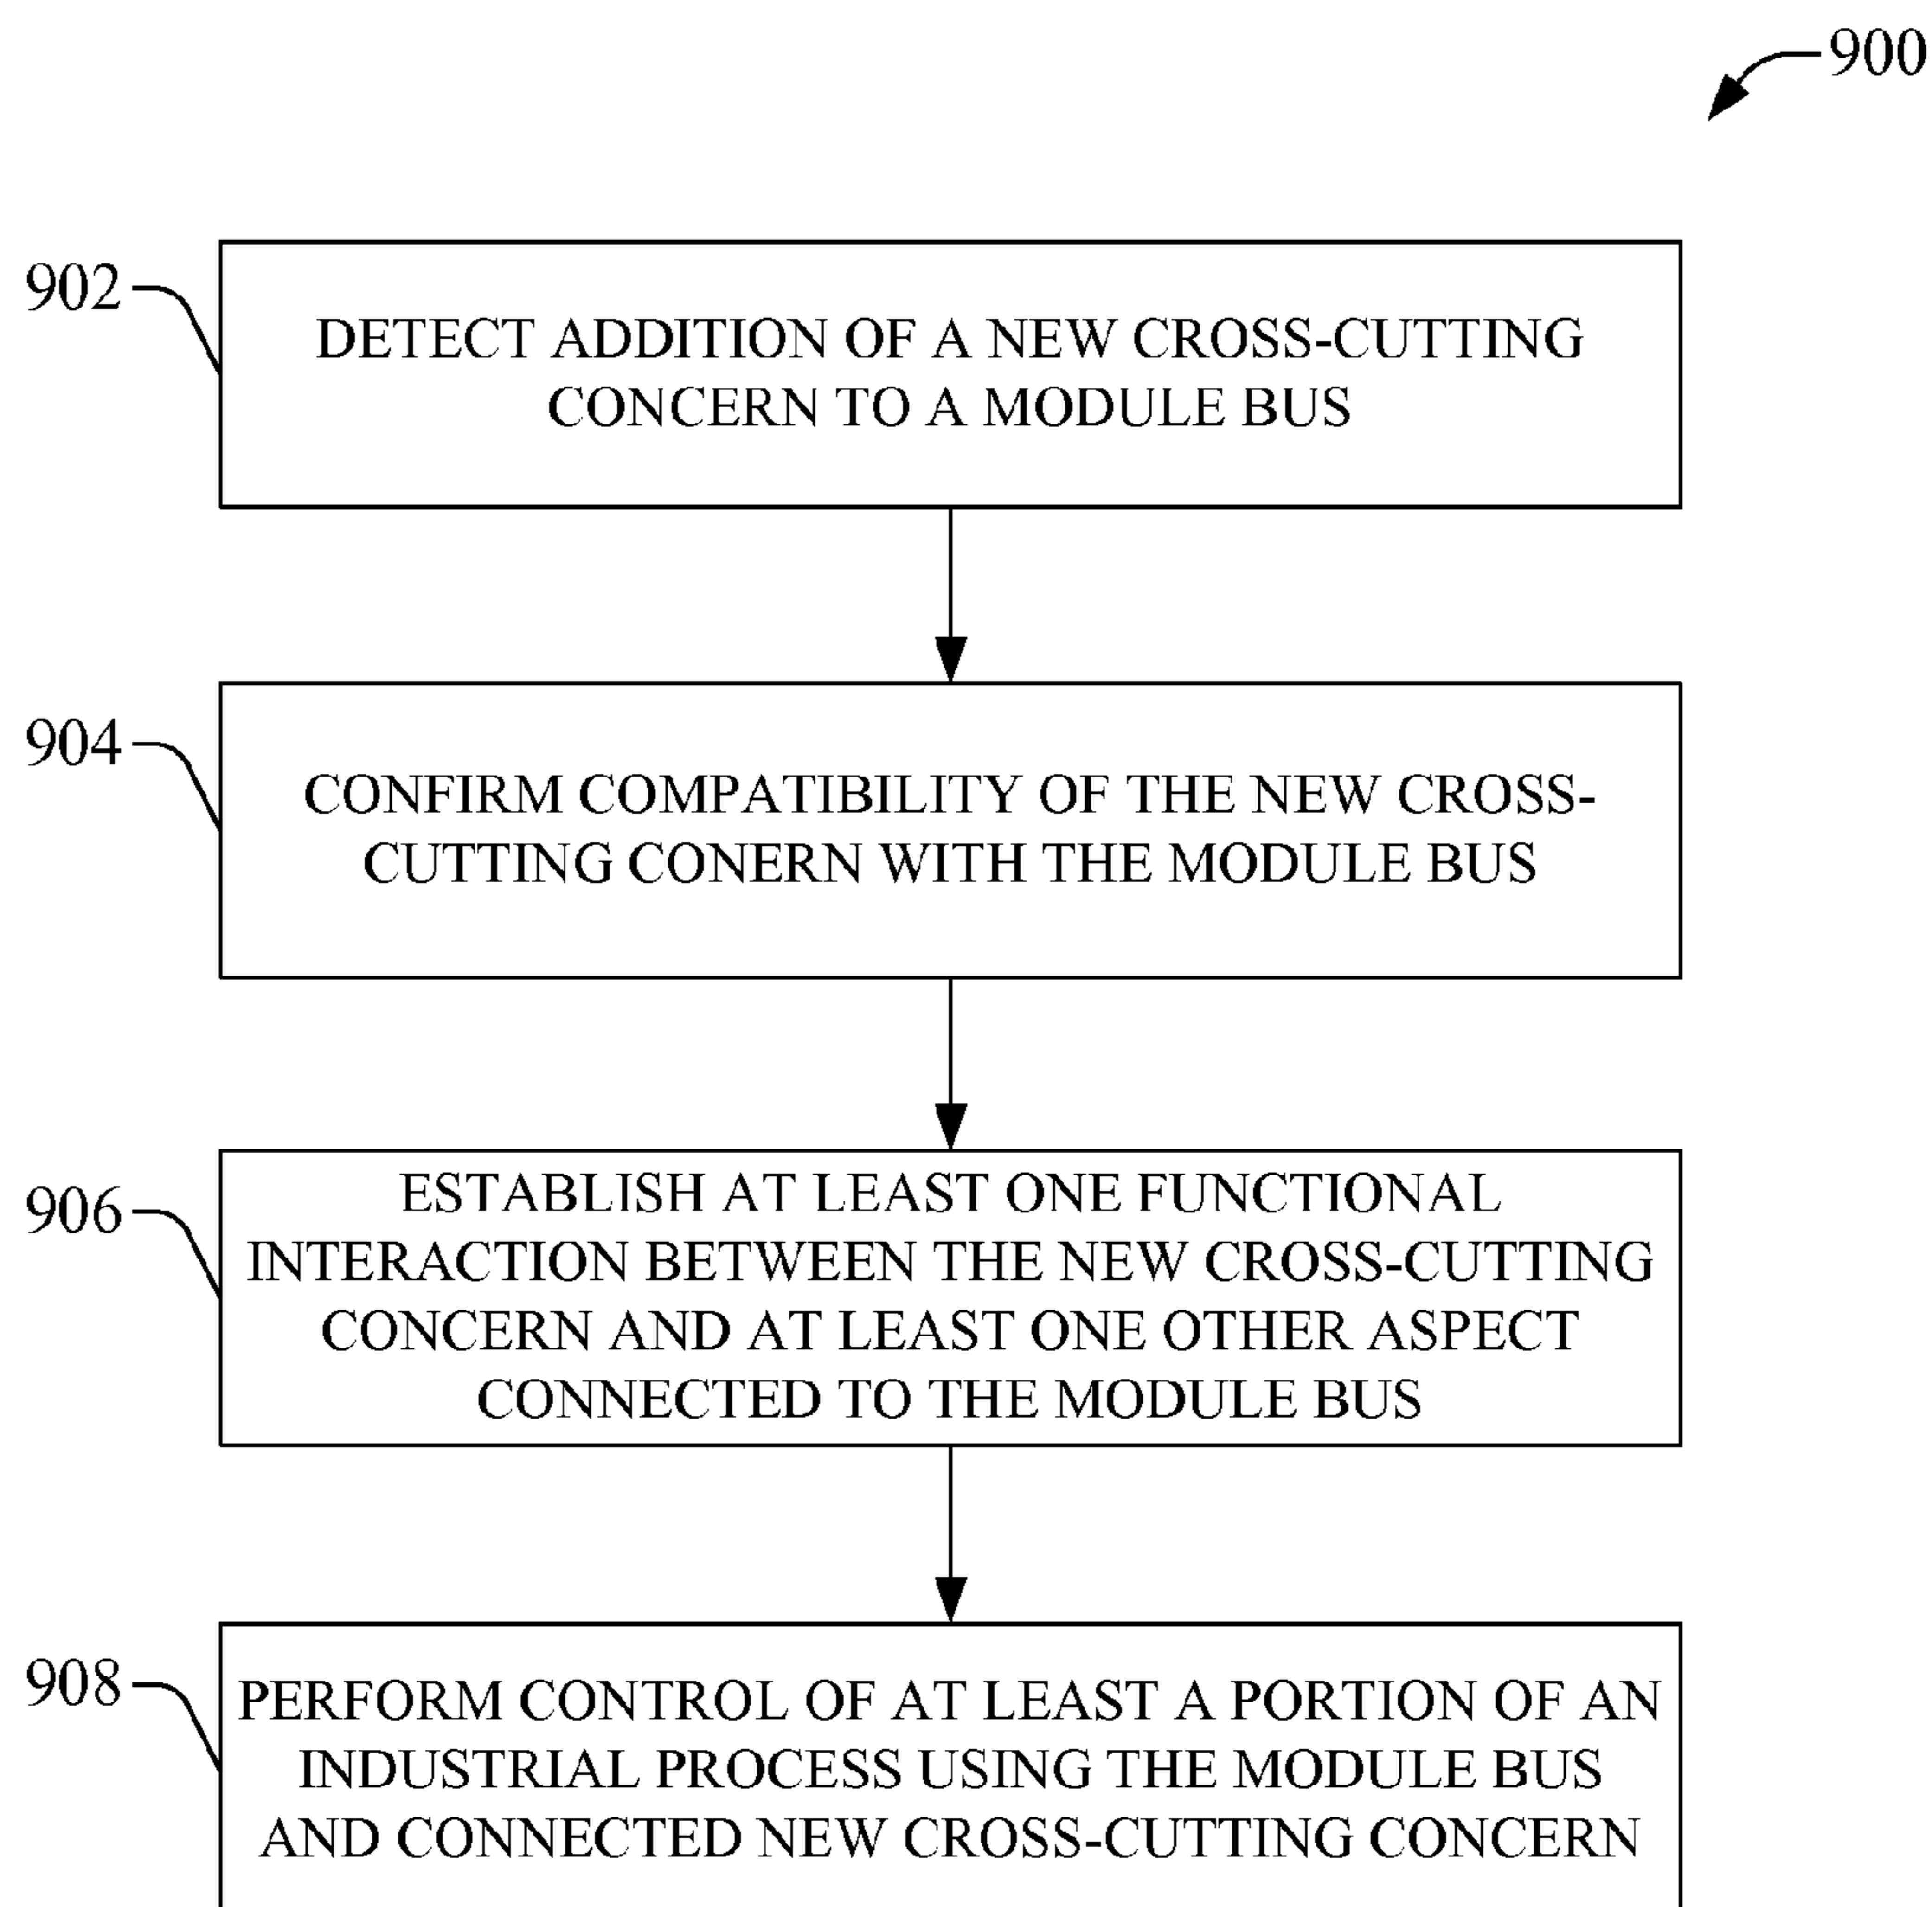 900
902
DETECT ADDITION OF A NEW CROSS-CUTTING
CONCERN TO A MODULE BUS
904
CONFIRM COMPATIBILITY OF THE NEW CROSS-
CUTTING CONERN WITH THE MODULE BUS
906
ESTABLISH AT LEAST ONE FUNCTIONAL
INTERACTION BETWEEN THE NEW CROSS-CUTTING
CONCERN AND AT LEAST ONE OTHER ASPECT
CONNECTED TO THE MODULE BUS
908
PERFORM CONTROL OF AT LEAST A PORTION OF AN
INDUSTRIAL PROCESS USING THE MODULE BUS
AND CONNECTED NEW CROSS-CUTTING CONCERN